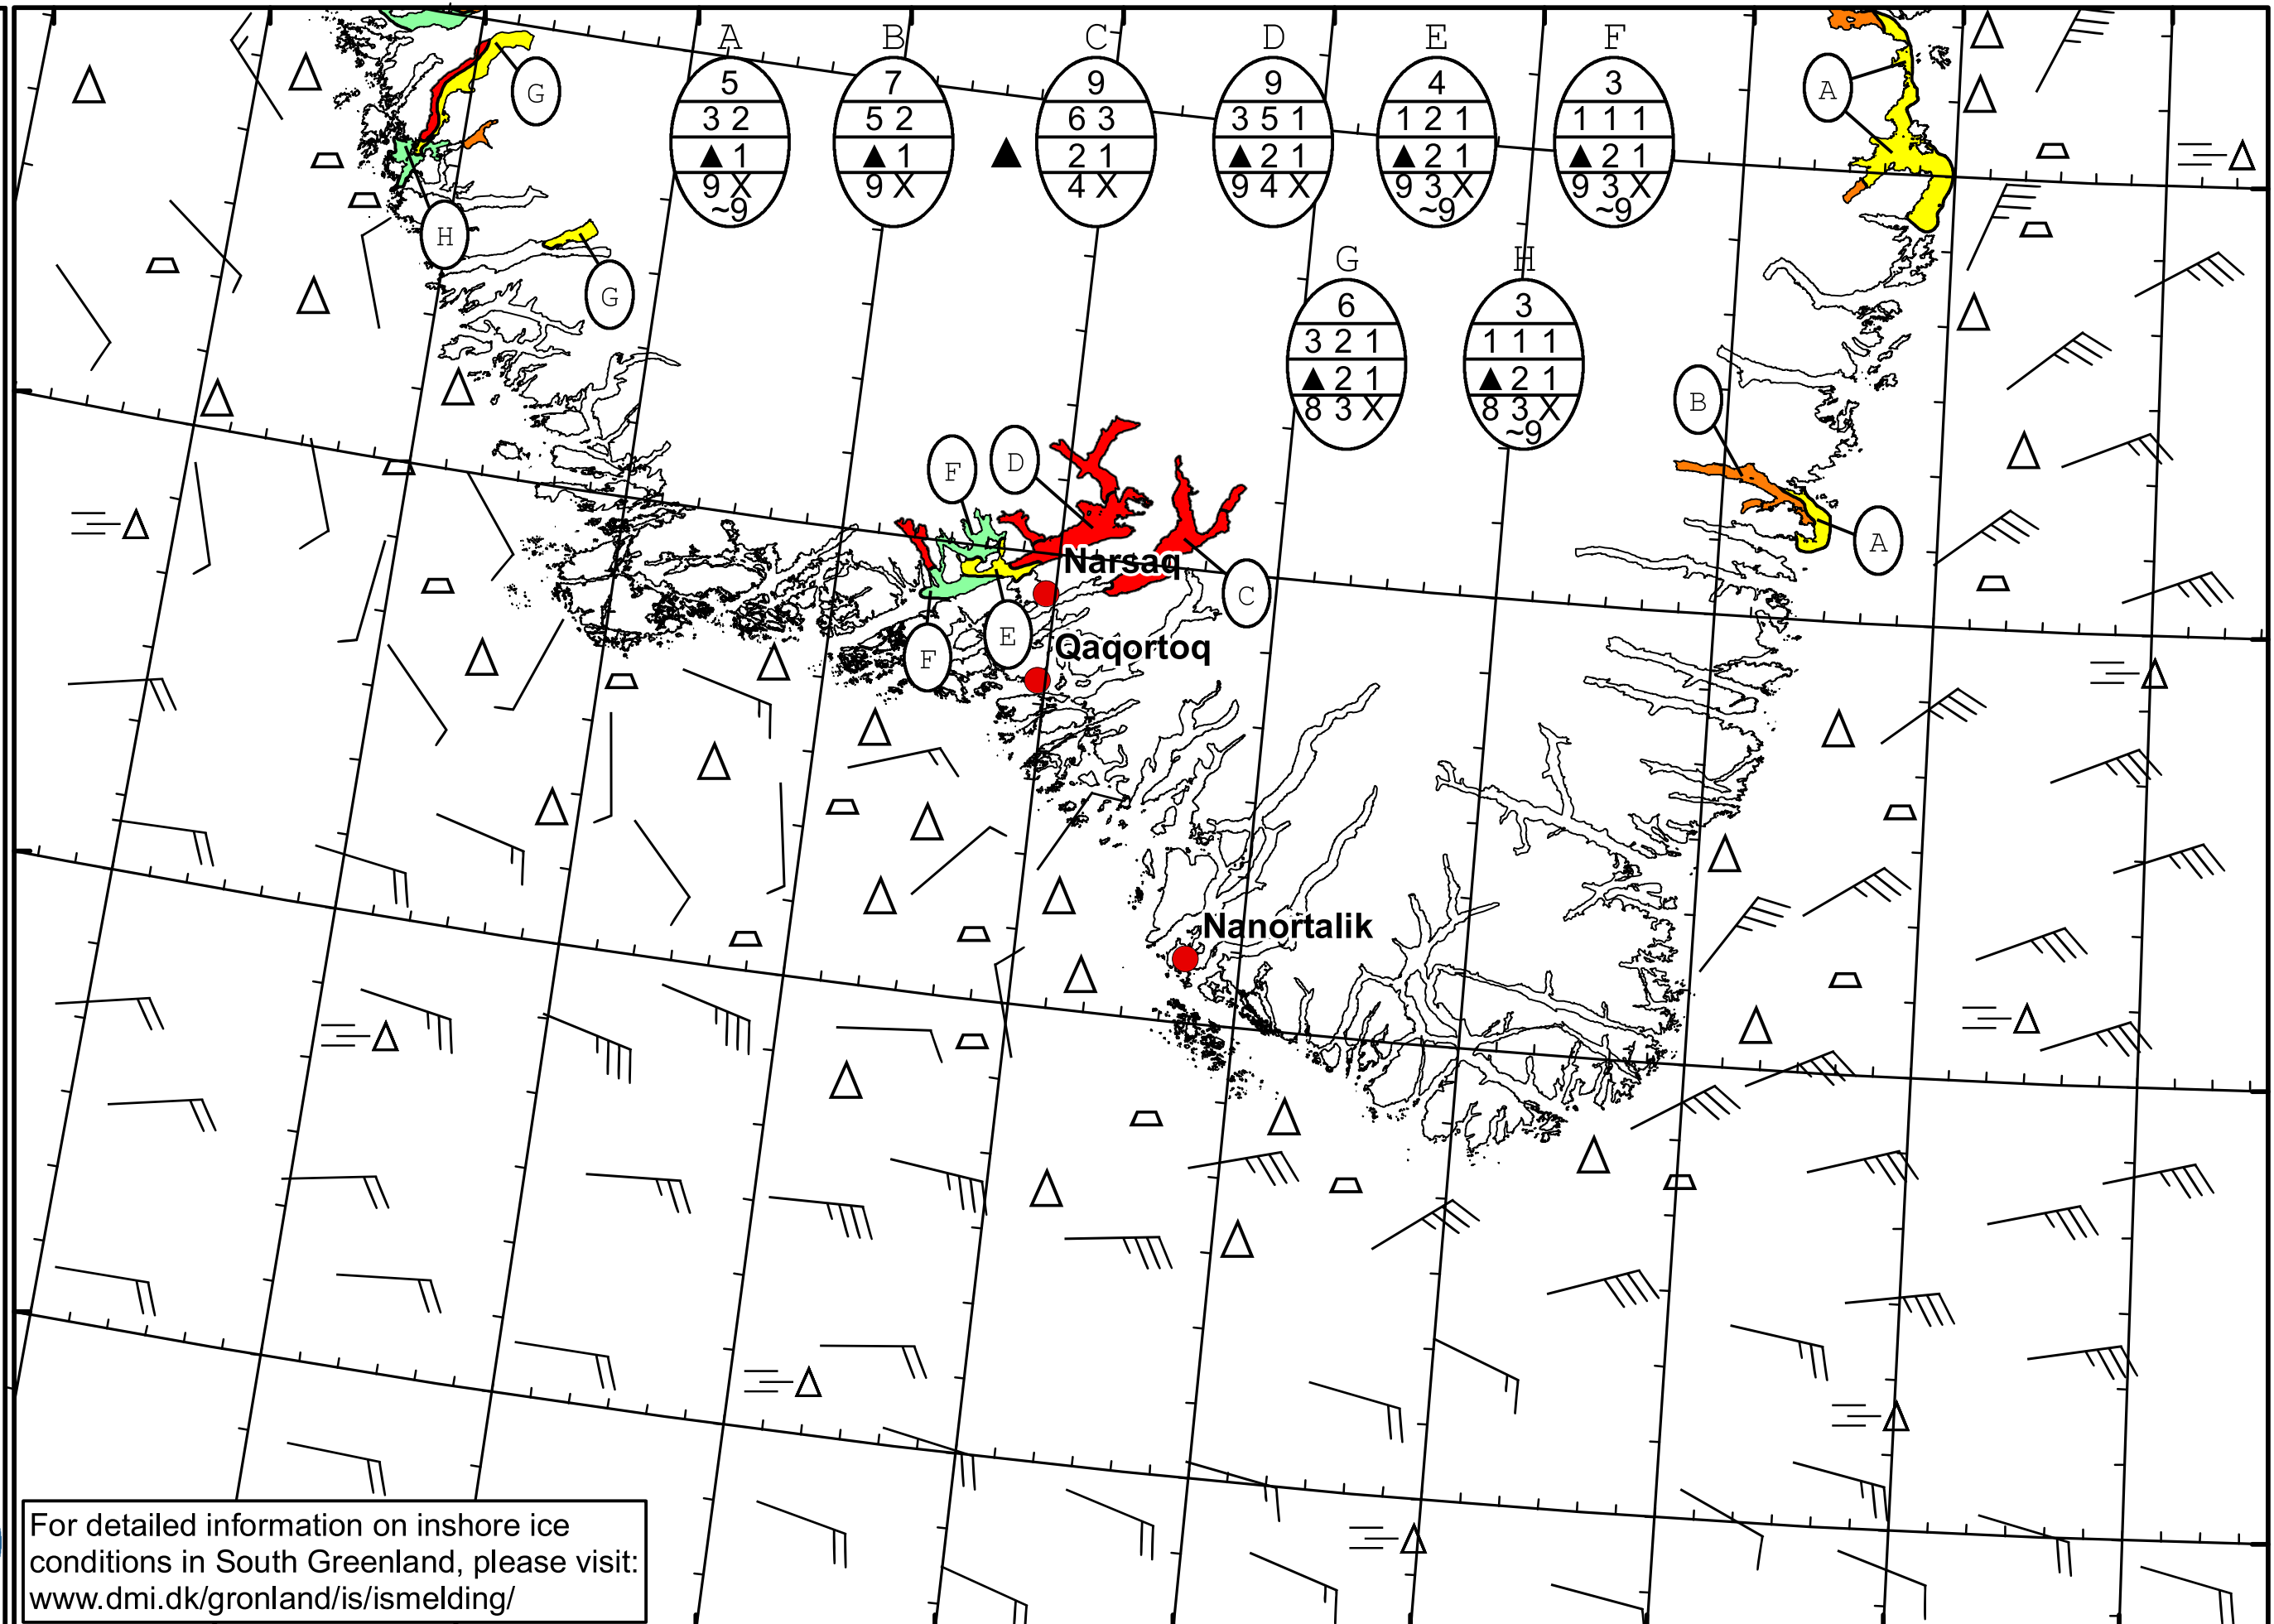 A B C D E F
5 7 9 9 4 3
3 2 5 2 6 3 3 5 1 1 2 1 1 1 1
▲ 1 ▲ 1 ▲ 2 1 ▲ 2 1 ▲ 2 1 ▲ 2 1
9 X 9 X 4 X 9 4 X 9 3 X 9 3 X
~9 ~9 ~9
G H
6 3
3 2 1 1 1 1
▲ 2 1 ▲ 2 1
8 3 X 8 3 X
~9
A
G
H
G
B
F D
A
Narsaq
C
E
Qaqortoq
F
Nanortalik
For detailed information on inshore ice
conditions in South Greenland, please visit:
www.dmi.dk/gronland/is/ismelding/